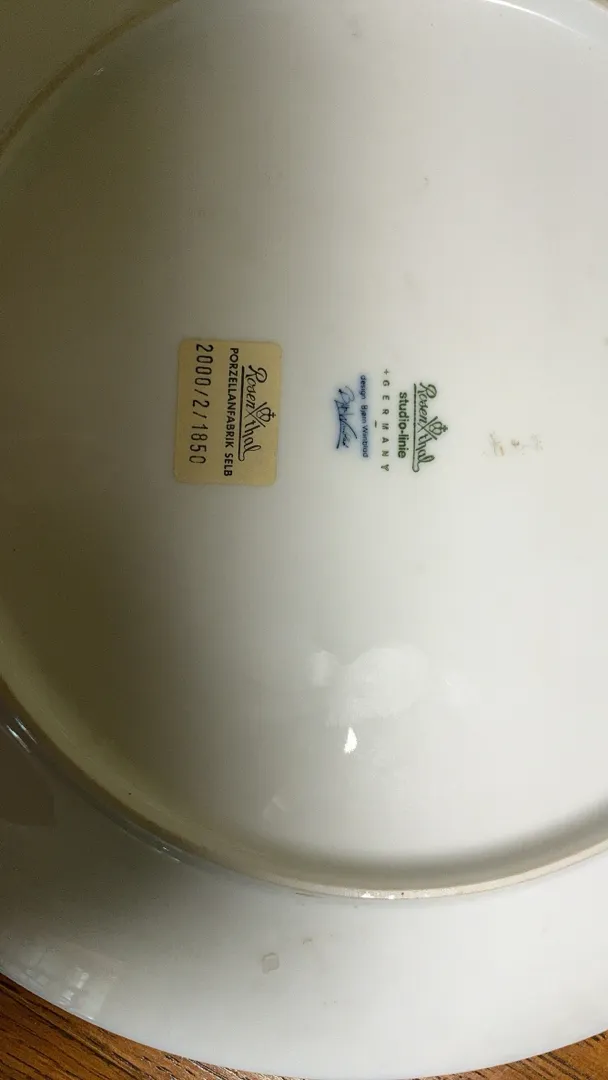 Rosenthal
studio-linie
GERMANY
design Bjørn Wiinblad
Rosenthal
PORZELLANFABRIK SELB
2000/2/1850